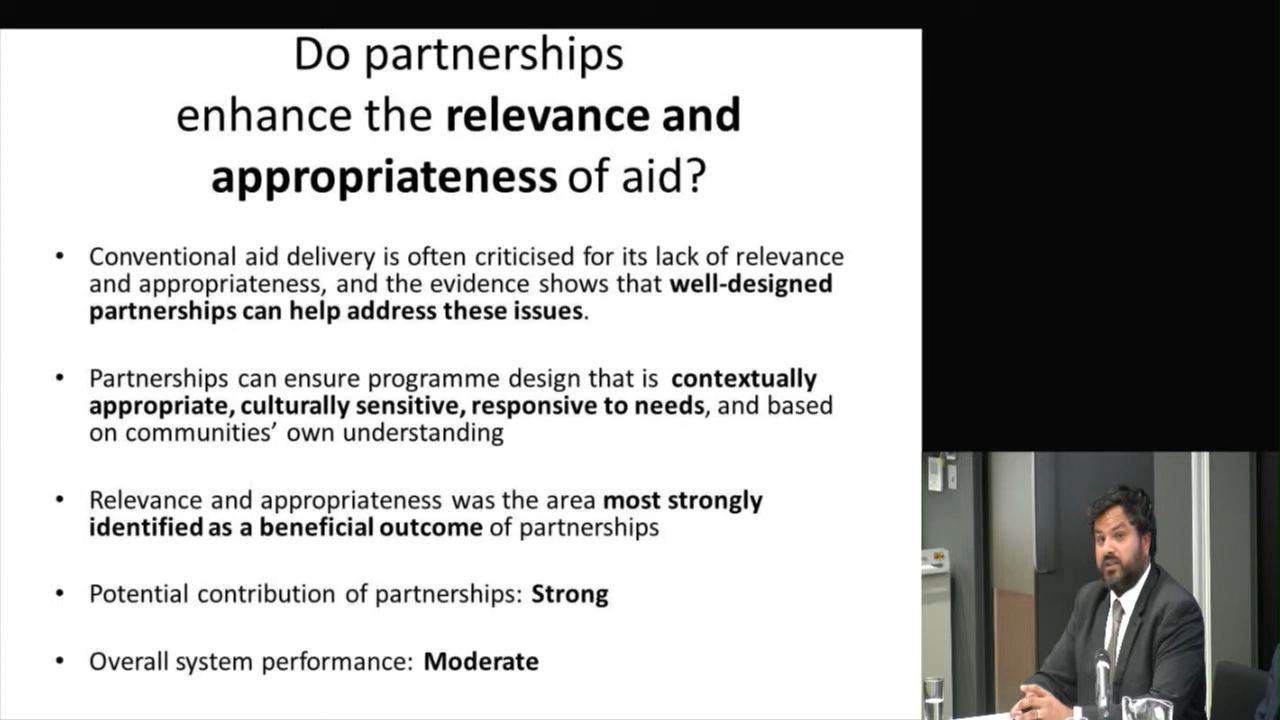 Do partnerships
enhance the relevance and
appropriateness of aid?
• Conventional aid delivery is often criticised for its lack of relevance
and appropriateness, and the evidence shows that well-designed
partnerships can help address these issues.
• Partnerships can ensure programme design that is contextually
appropriate, culturally sensitive, responsive to needs, and based
on communities’ own understanding
• Relevance and appropriateness was the area most strongly
identified as a beneficial outcome of partnerships
• Potential contribution of partnerships: Strong
• Overall system performance: Moderate